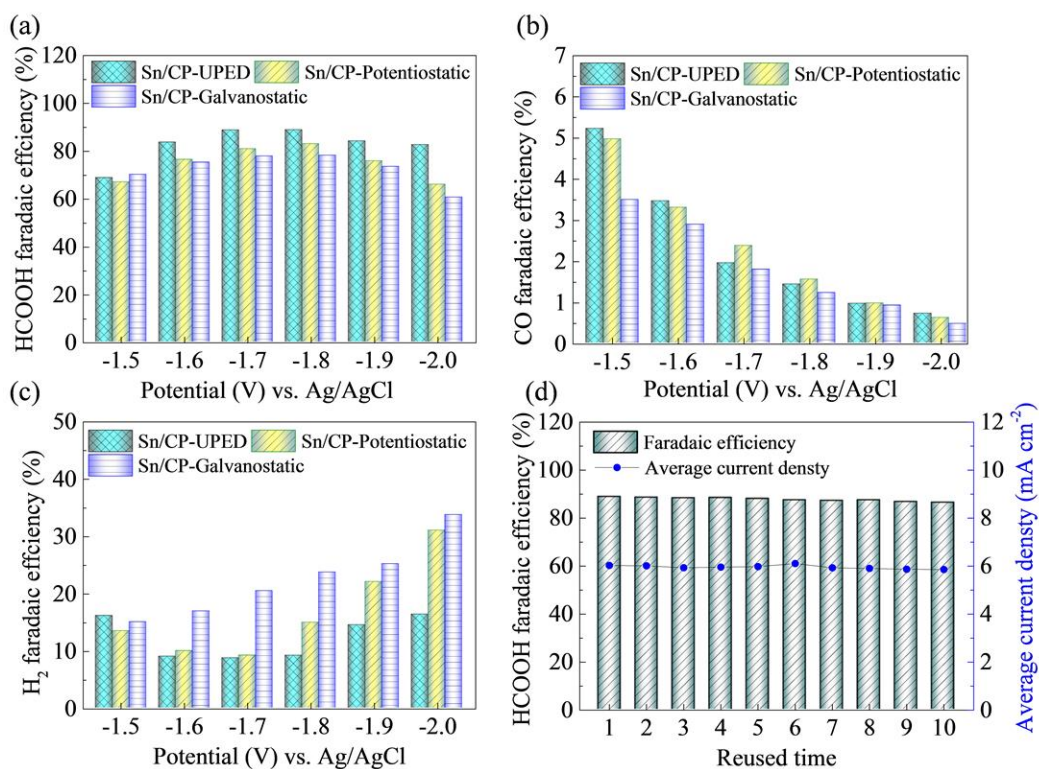 (a)
HCOOH faradaic effciency (%)
120
100
80
60
40
20
0
Sn/CP-UPED
Sn/CP-Potentiostatic
Sn/CP-Galvanostatic
-1.5 -1.6 -1.7 -1.8 -1.9 -2.0
Potential (V) vs. Ag/AgCl
(b)
CO faradaic effciency (%)
7
6
5
4
3
2
1
0
Sn/CP-UPED
Sn/CP-Potentiostatic
Sn/CP-Galvanostatic
-1.5 -1.6 -1.7 -1.8 -1.9 -2.0
Potential (V) vs. Ag/AgCl
(c)
H2 faradaic effciency (%)
50
40
30
20
10
0
Sn/CP-UPED
Sn/CP-Potentiostatic
Sn/CP-Galvanostatic
-1.5 -1.6 -1.7 -1.8 -1.9 -2.0
Potential (V) vs. Ag/AgCl
(d)
HCOOH faradaic efficiency (%)
120
100
80
60
40
20
0
Faradaic efficiency
Average current densty
12
10
8
6
4
2
0
Average current densty (mA cm-2)
1 2 3 4 5 6 7 8 9 10
Reused time